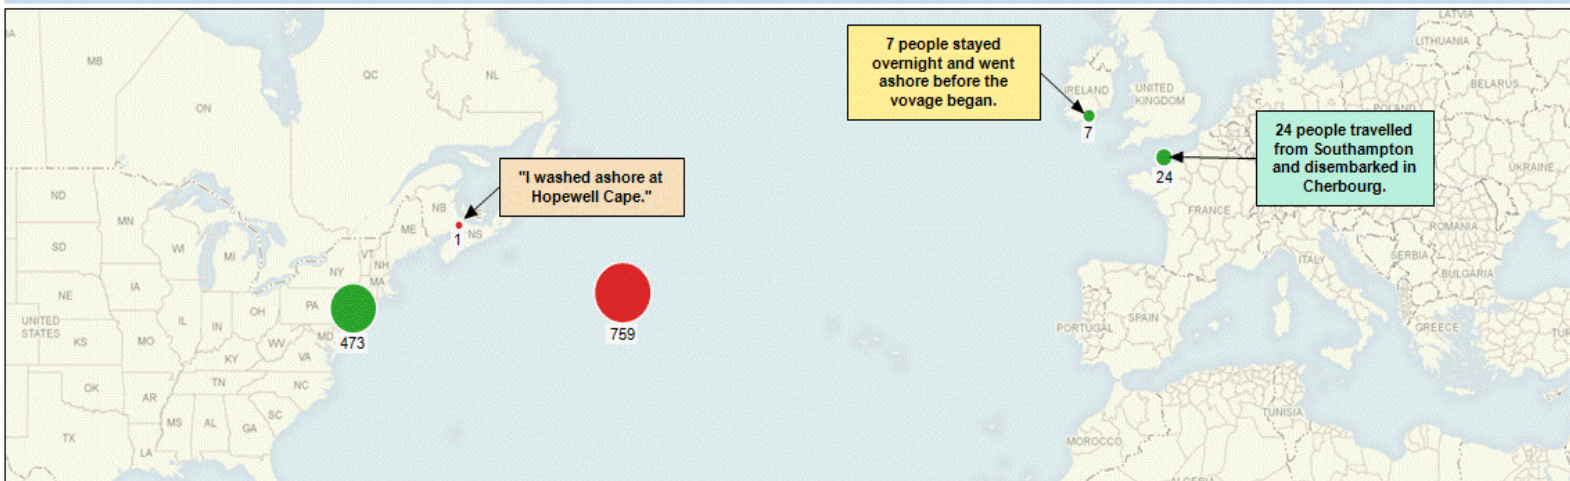 7 people stayed
overnight and went
ashore before the
vovage began.
24 people travelled
from Southampton
and disembarked in
Cherbourg.
"I washed ashore at
Hopewell Cape."
7
24
1
473
759
MB
ON
QC
NL
NB
NS
ME
VT
NH
MA
NY
PA
MD
ND
SD
NE
KS
OK
TX
MN
IA
MO
AR
LA
WI
IL
MI
IN
OH
KY
WV
VA
TN
NC
SC
MS
AL
GA
UNITED
STATES
IRELAND
UNITED
KINGDOM
LATVIA
LITHUANIA
BELARUS
POLAND
UKRAINE
FRANCE
ROMANIA
SERBIA
BULGARIA
ITALY
GREECE
PORTUGAL
SPAIN
TUNISIA
MOROCCO
ALGERIA